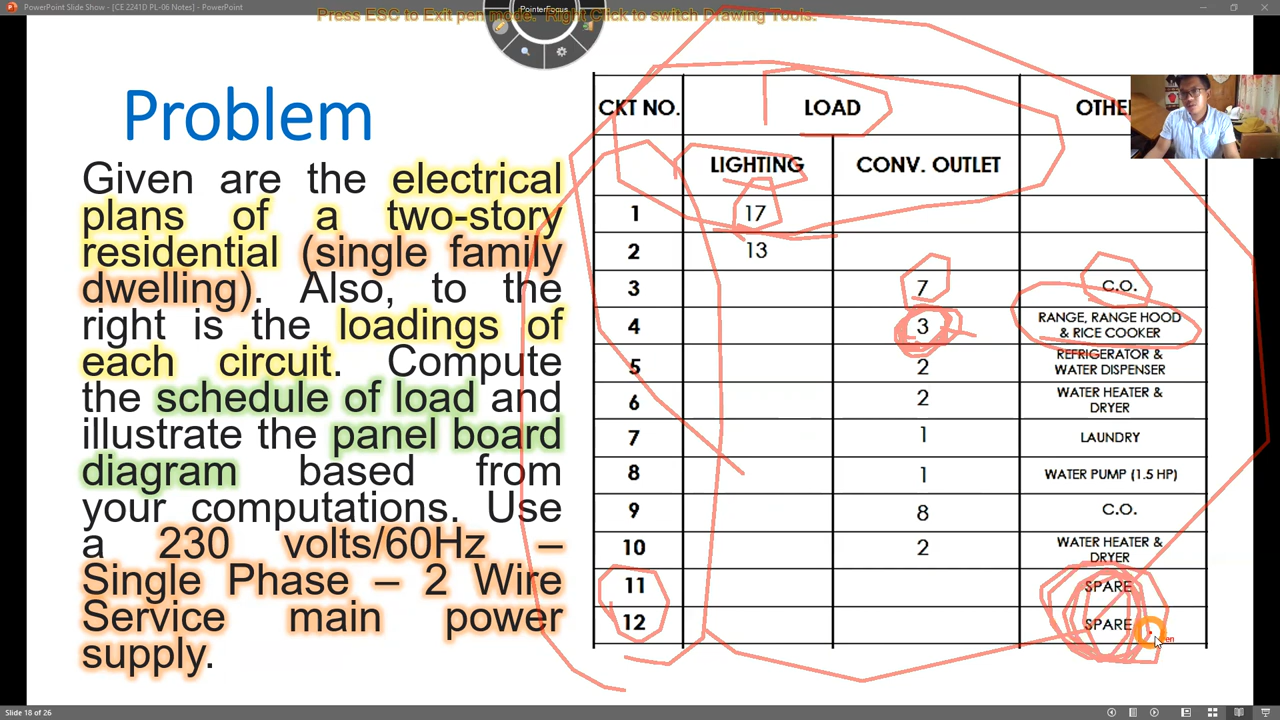 PowerPoint Slide Show - [CE 2241D PL-06 Notes] - PowerPoint
Press ESC to Exit pen mode. Right Click to switch Drawing Tools.
PointerFocus
Problem
Given are the electrical
plans of a two-story
residential (single family
dwelling). Also, to the
right is the loadings of
each circuit. Compute
the schedule of load and
illustrate the panel board
diagram based from
your computations. Use
a 230 volts/60Hz –
Single Phase – 2 Wire
Service main power
supply.
CKT NO. LOAD OTHE
LIGHTING CONV. OUTLET
1 17
2 13
3 7 C.O.
4 3 RANGE, RANGE HOOD
& RICE COOKER
5 2 REFRIGERATOR &
WATER DISPENSER
6 2 WATER HEATER &
DRYER
7 1 LAUNDRY
8 1 WATER PUMP (1.5 HP)
9 8 C.O.
10 2 WATER HEATER &
DRYER
11 SPARE
12 SPARE
Slide 18 of 26